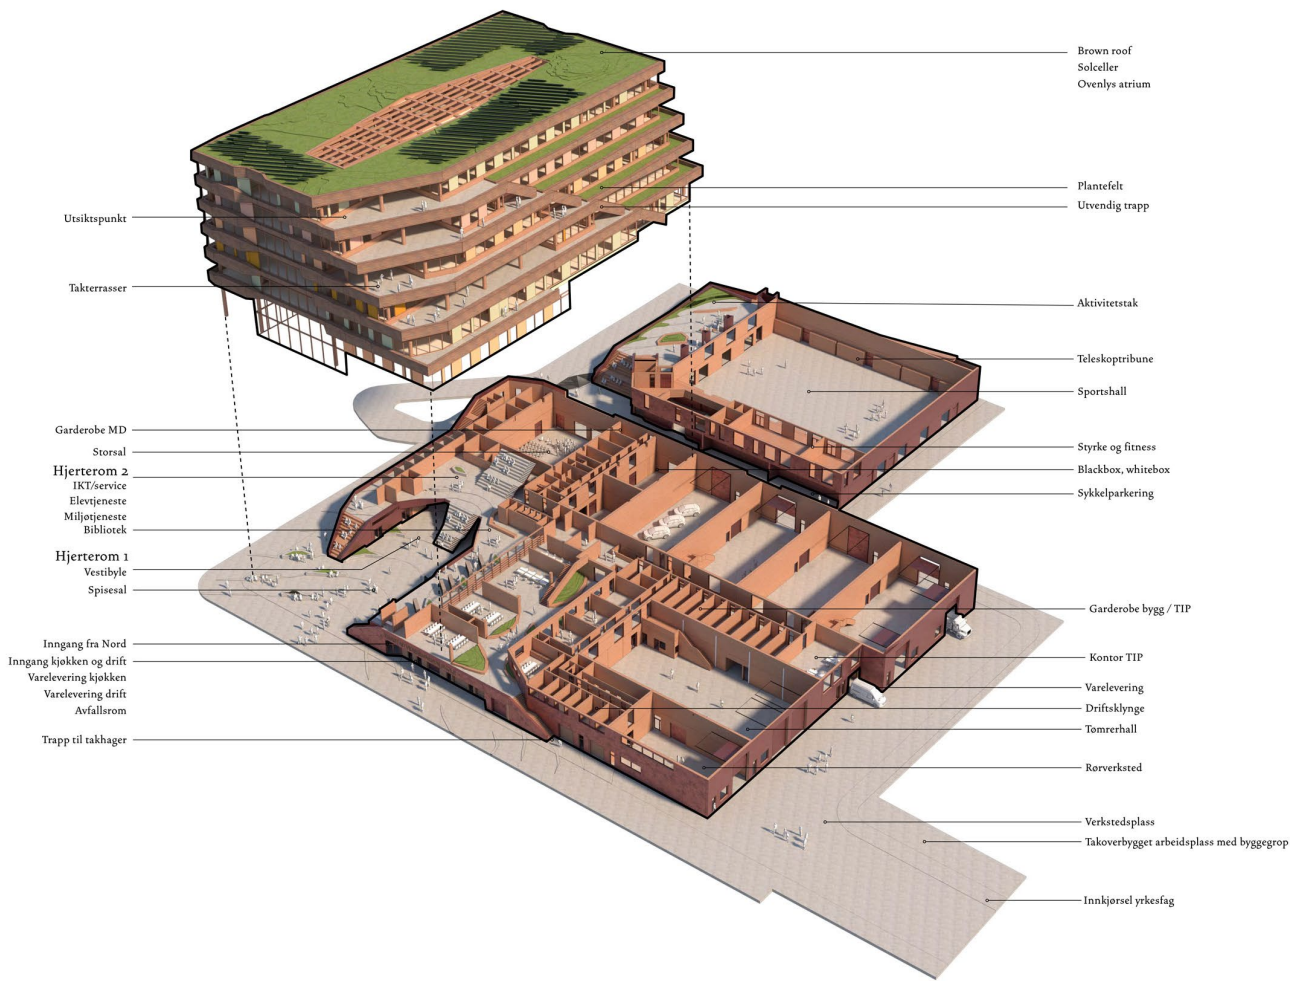 Brown roof
Solceller
Ovenlys atrium
Plantefelt
Utvendig trapp
Utsiktspunkt
Takterrasser
Aktivitetstak
Teleskoptribune
Sportshall
Garderobe MD
Storsal
Hjerterom 2
IKT/service
Elevtjeneste
Miljøtjeneste
Bibliotek
Hjerterom 1
Vestibyle
Spisesal
Styrke og fitness
Blackbox, whitebox
Sykkelparkering
Inngang fra Nord
Inngang kjøkken og drift
Varelevering kjøkken
Varelevering drift
Avfallsrom
Trapp til takhager
Garderobe bygg / TIP
Kontor TIP
Varelevering
Driftsklynge
Tømrerhall
Rørverksted
Verkstedsplass
Takoverbygget arbeidsplass med byggegrop
Innkjørsel yrkesfag